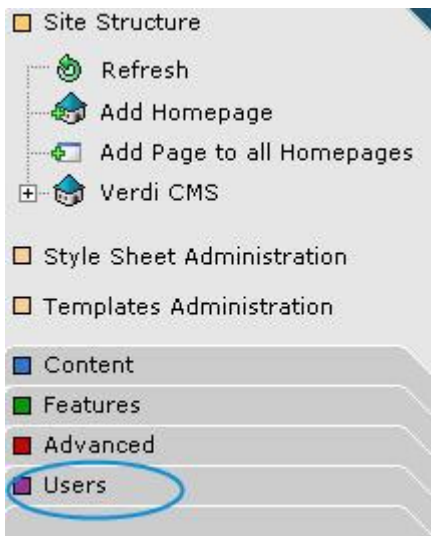 Site Structure
Refresh
Add Homepage
Add Page to all Homepages
Verdi CMS
Style Sheet Administration
Templates Administration
Content
Features
Advanced
Users